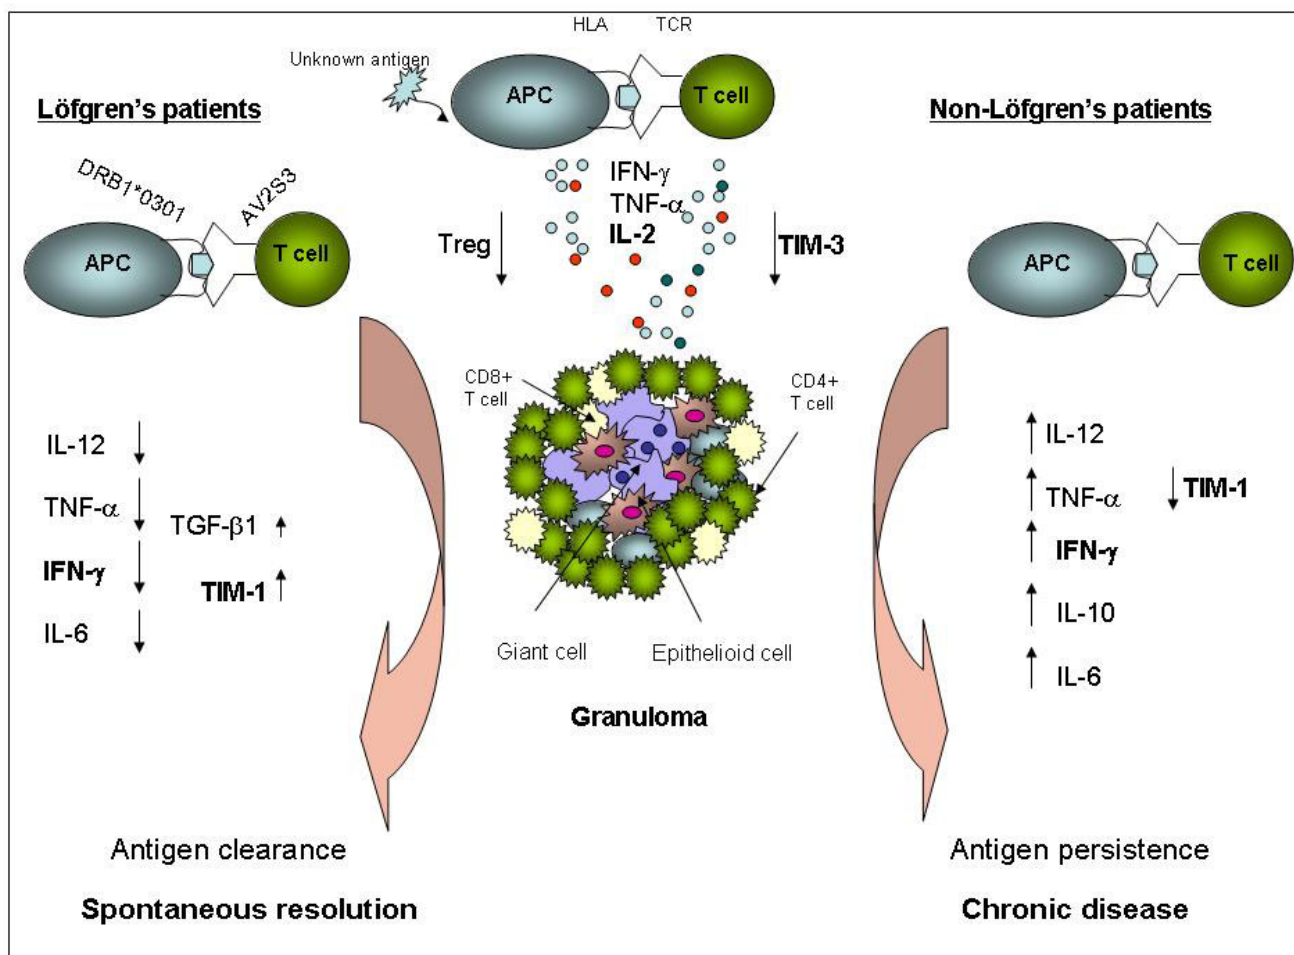 HLA TCR
Unknown antigen
APC
T cell
Löfgren's patients
Non-Löfgren's patients
DRB1*0301
AV2S3
APC
T cell
IFN-γ
TNF-α
IL-2
Treg
TIM-3
APC
T cell
CD8+
T cell
CD4+
T cell
IL-12
TNF-α
TGF-β1
IFN-γ
TIM-1
IL-6
IL-12
TNF-α
TIM-1
IFN-γ
IL-10
IL-6
Giant cell
Epithelioid cell
Granuloma
Antigen clearance
Spontaneous resolution
Antigen persistence
Chronic disease